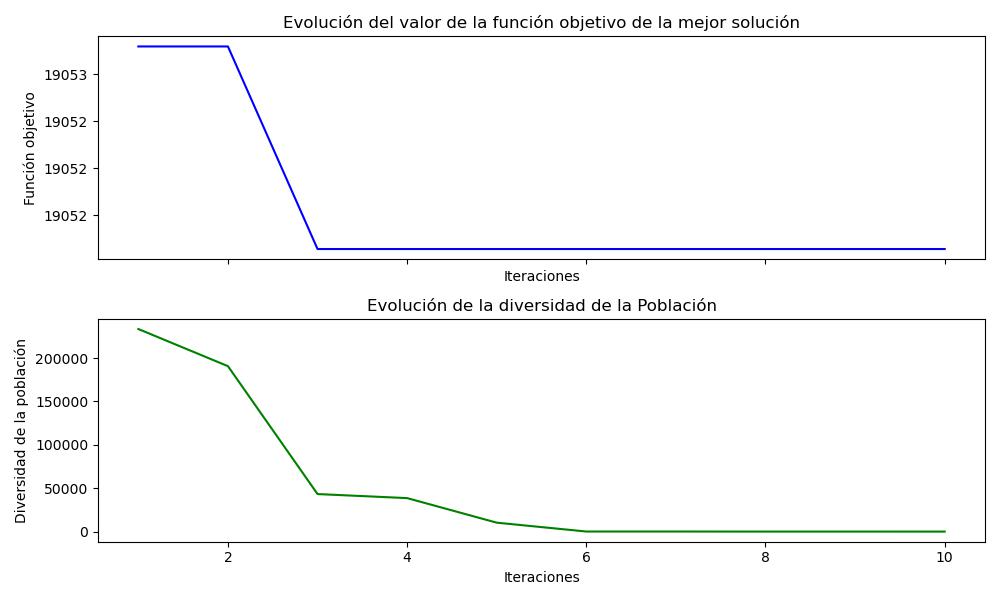 Evolución del valor de la función objetivo de la mejor solución
19053
19052
19052
19052
Función objetivo
Iteraciones
Evolución de la diversidad de la Población
200000
150000
100000
50000
0
Diversidad de la población
2
4
6
8
10
Iteraciones